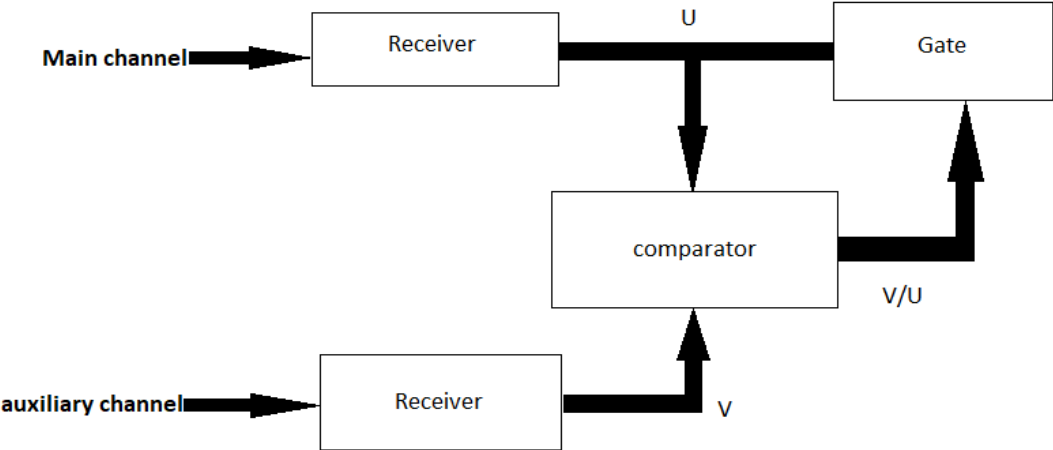 U
Receiver
Gate
Main channel
comparator
V/U
Receiver
auxiliary channel
V